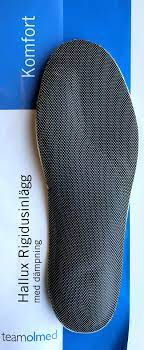 Komfort
Hallux Rigidusinlägg
med dämpning
teamolmed